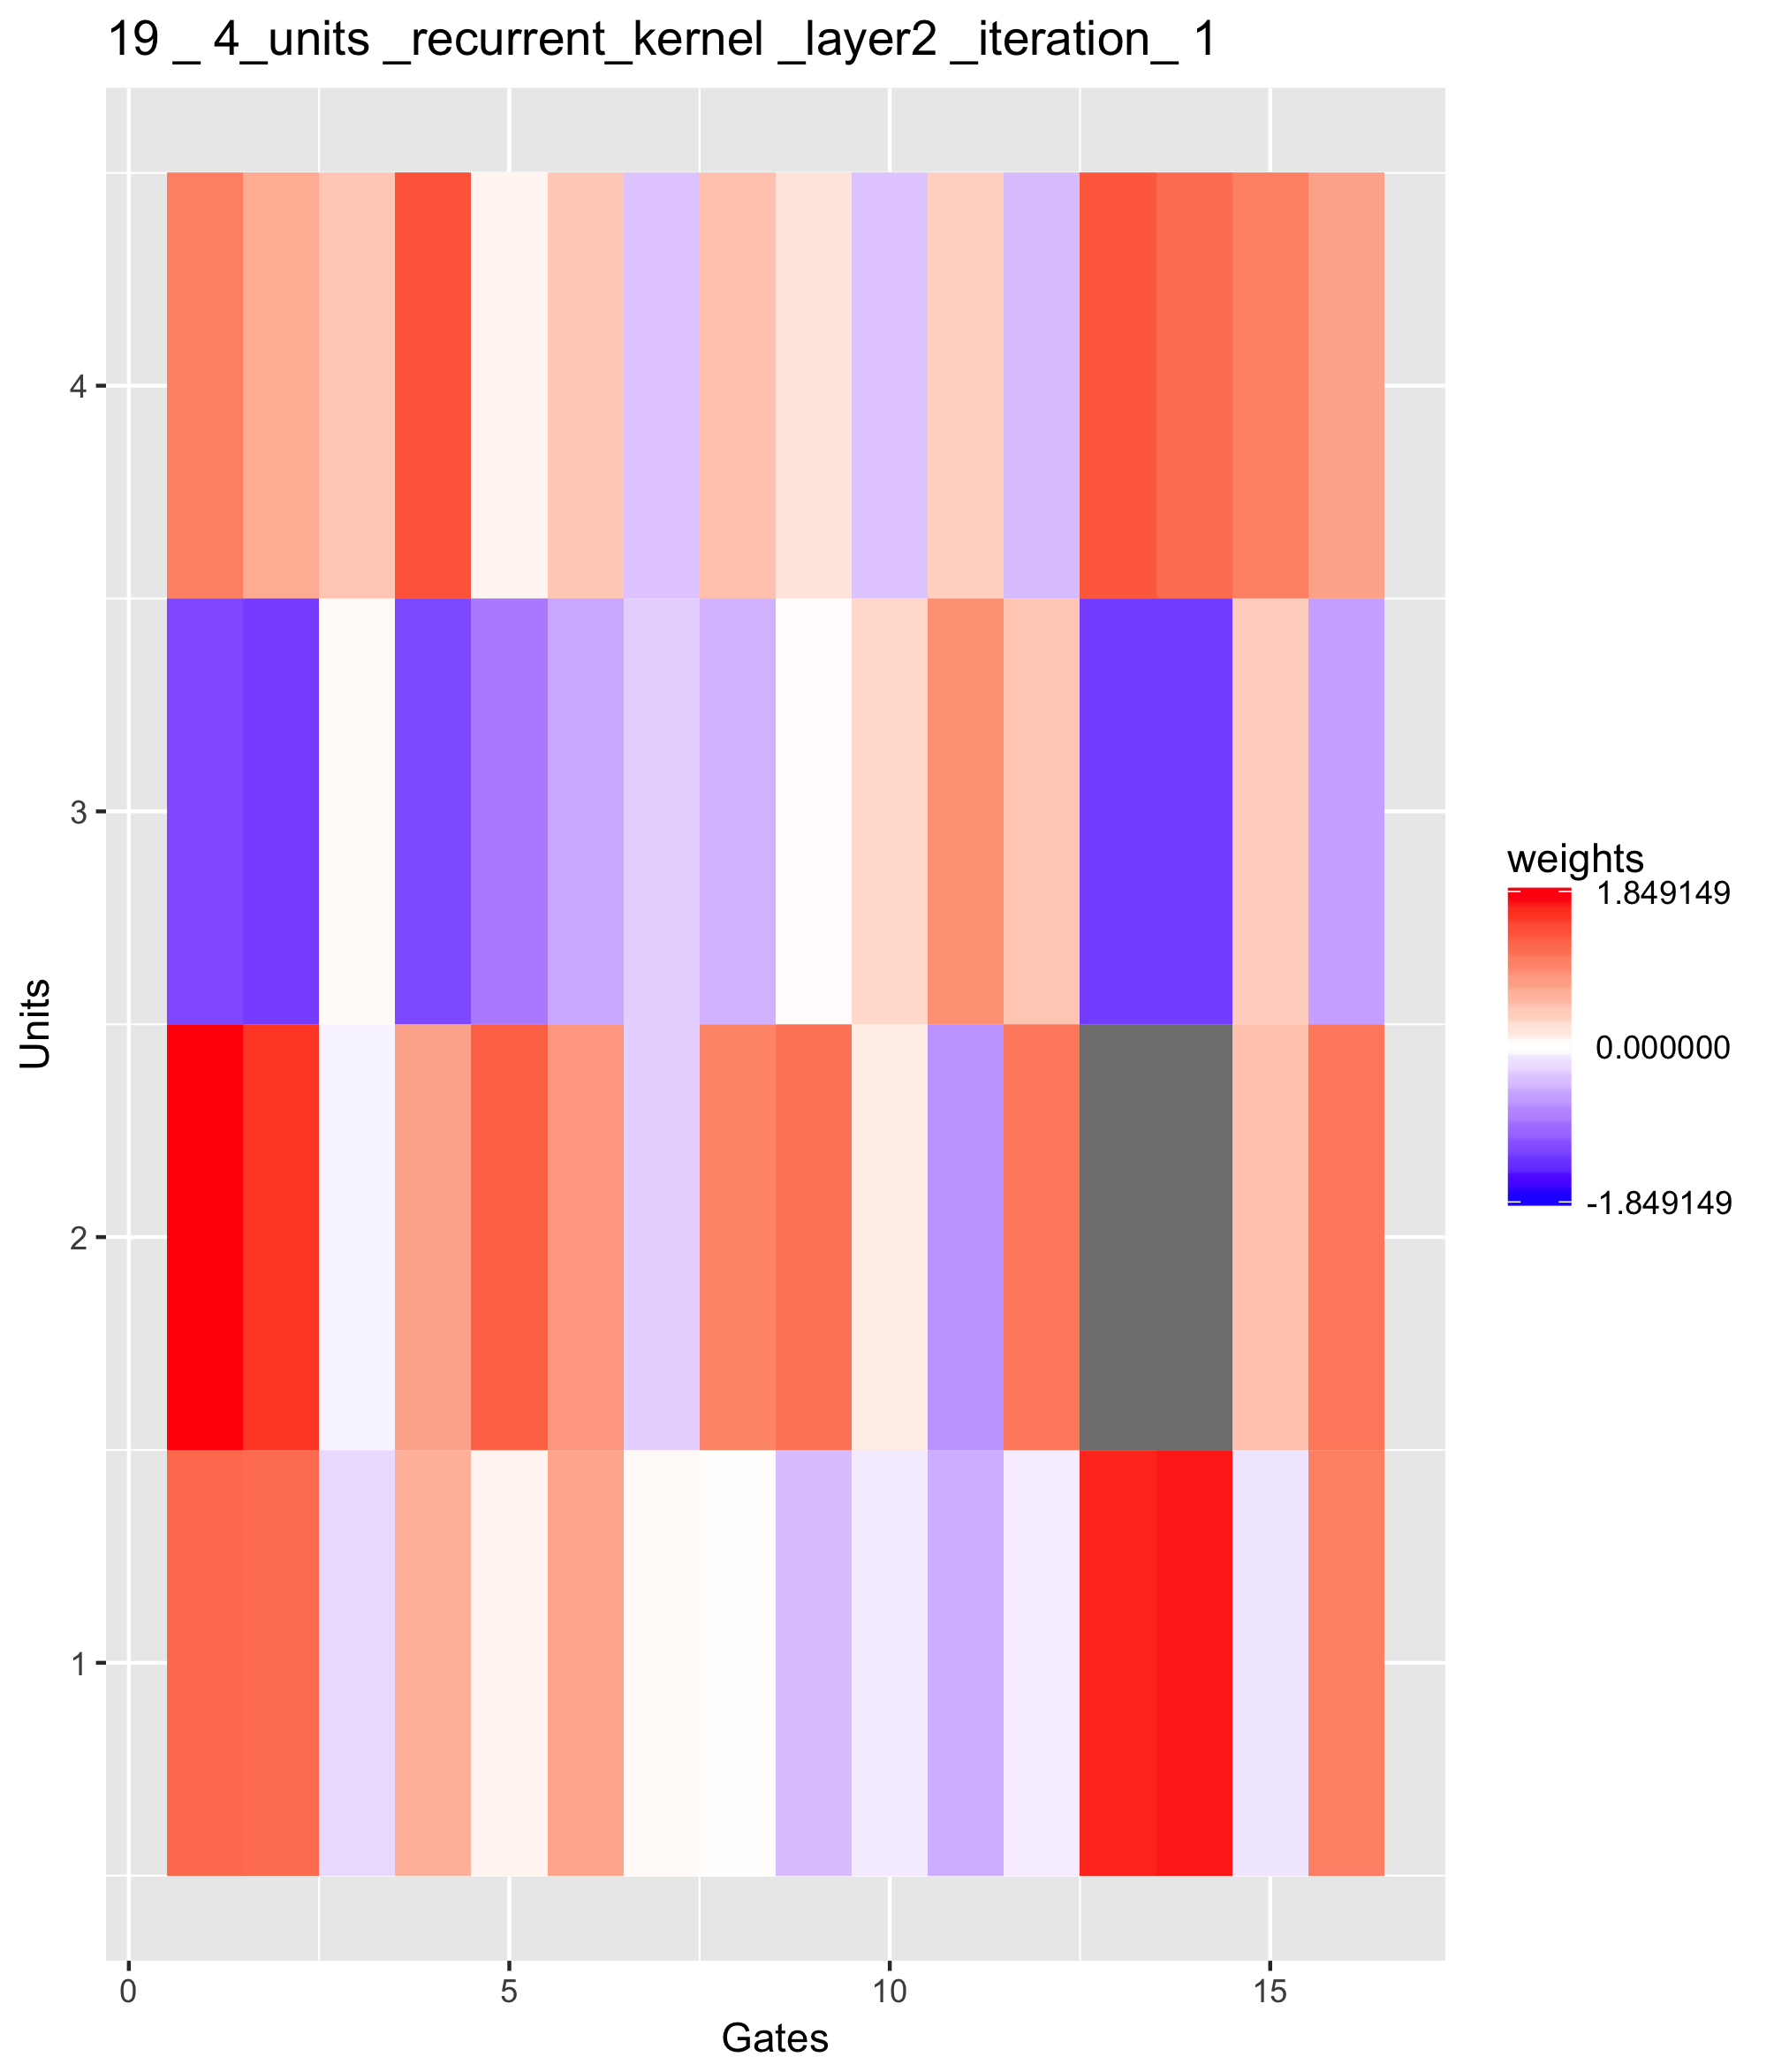 19 _ 4_units _recurrent_kernel _layer2 _iteration_ 1
4
3
2
1
Units
0
5
10
15
Gates
weights
1.849149
0.000000
-1.849149